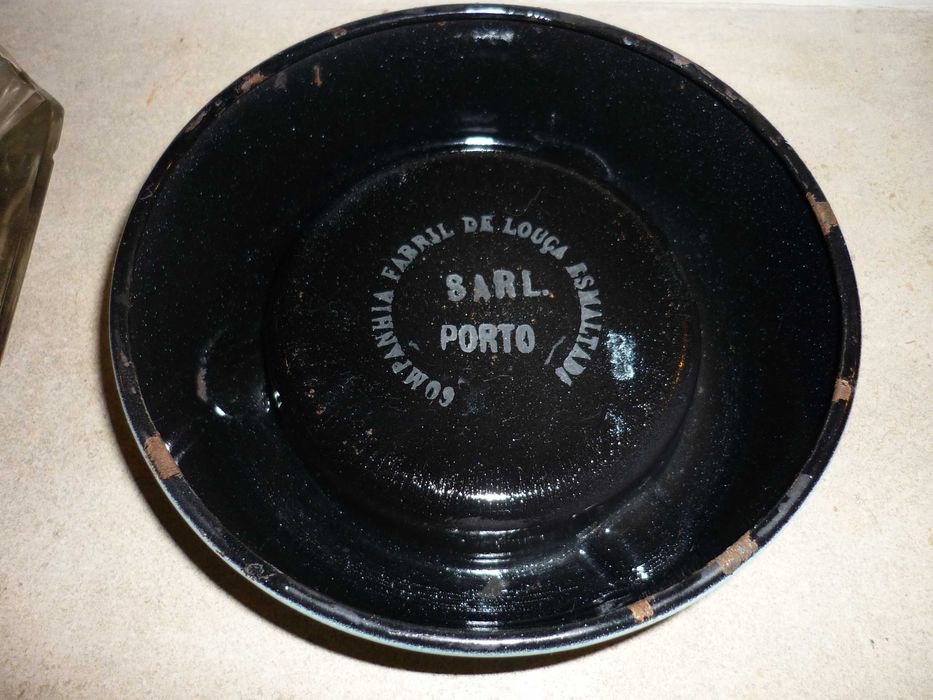 COMPANHIA FABRIL DE LOUÇA ESMALTADA
SARL.
PORTO